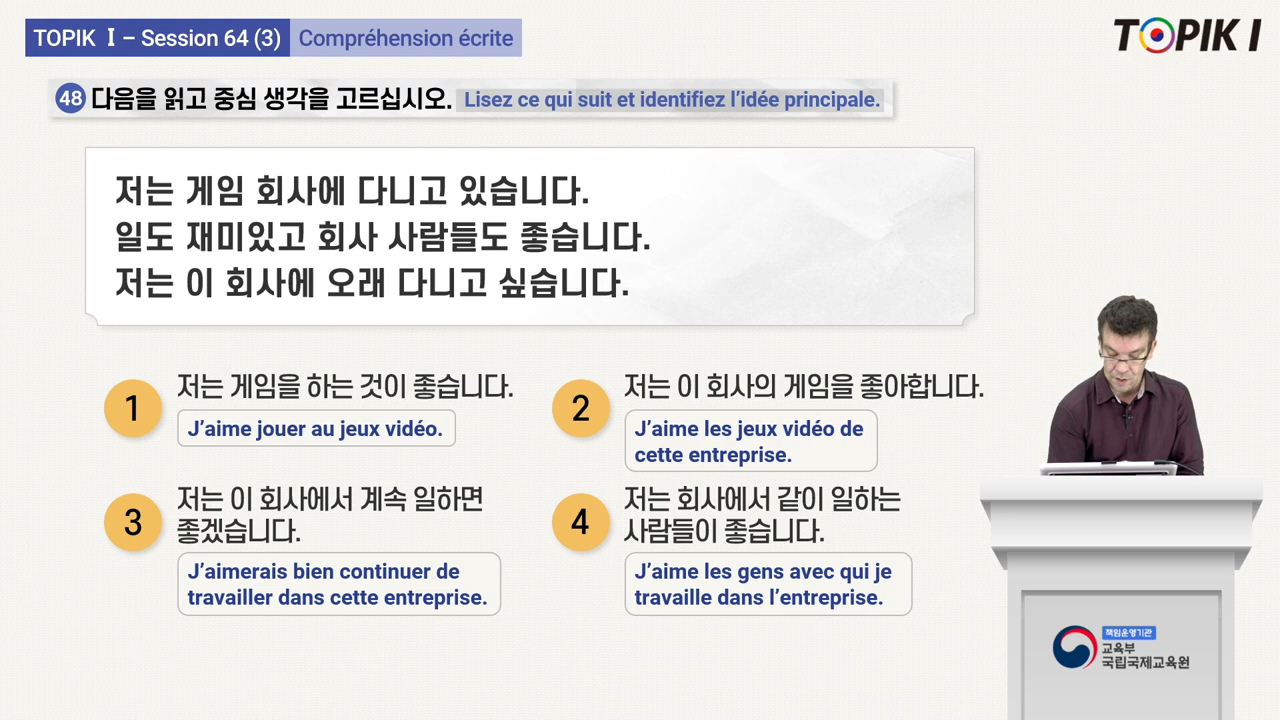 TOPIK I – Session 64 (3) Compréhension écrite
TOPIK I
48 다음을 읽고 중심 생각을 고르십시오. Lisez ce qui suit et identifiez l'idée principale.
저는 게임 회사에 다니고 있습니다.
일도 재미있고 회사 사람들도 좋습니다.
저는 이 회사에 오래 다니고 싶습니다.
1 저는 게임을 하는 것이 좋습니다.
J'aime jouer au jeux vidéo.
2 저는 이 회사의 게임을 좋아합니다.
J'aime les jeux vidéo de
cette entreprise.
3 저는 이 회사에서 계속 일하면
좋겠습니다.
J'aimerais bien continuer de
travailler dans cette entreprise.
4 저는 회사에서 같이 일하는
사람들이 좋습니다.
J'aime les gens avec qui je
travaille dans l'entreprise.
책임운영기관
교육부
국립국제교육원